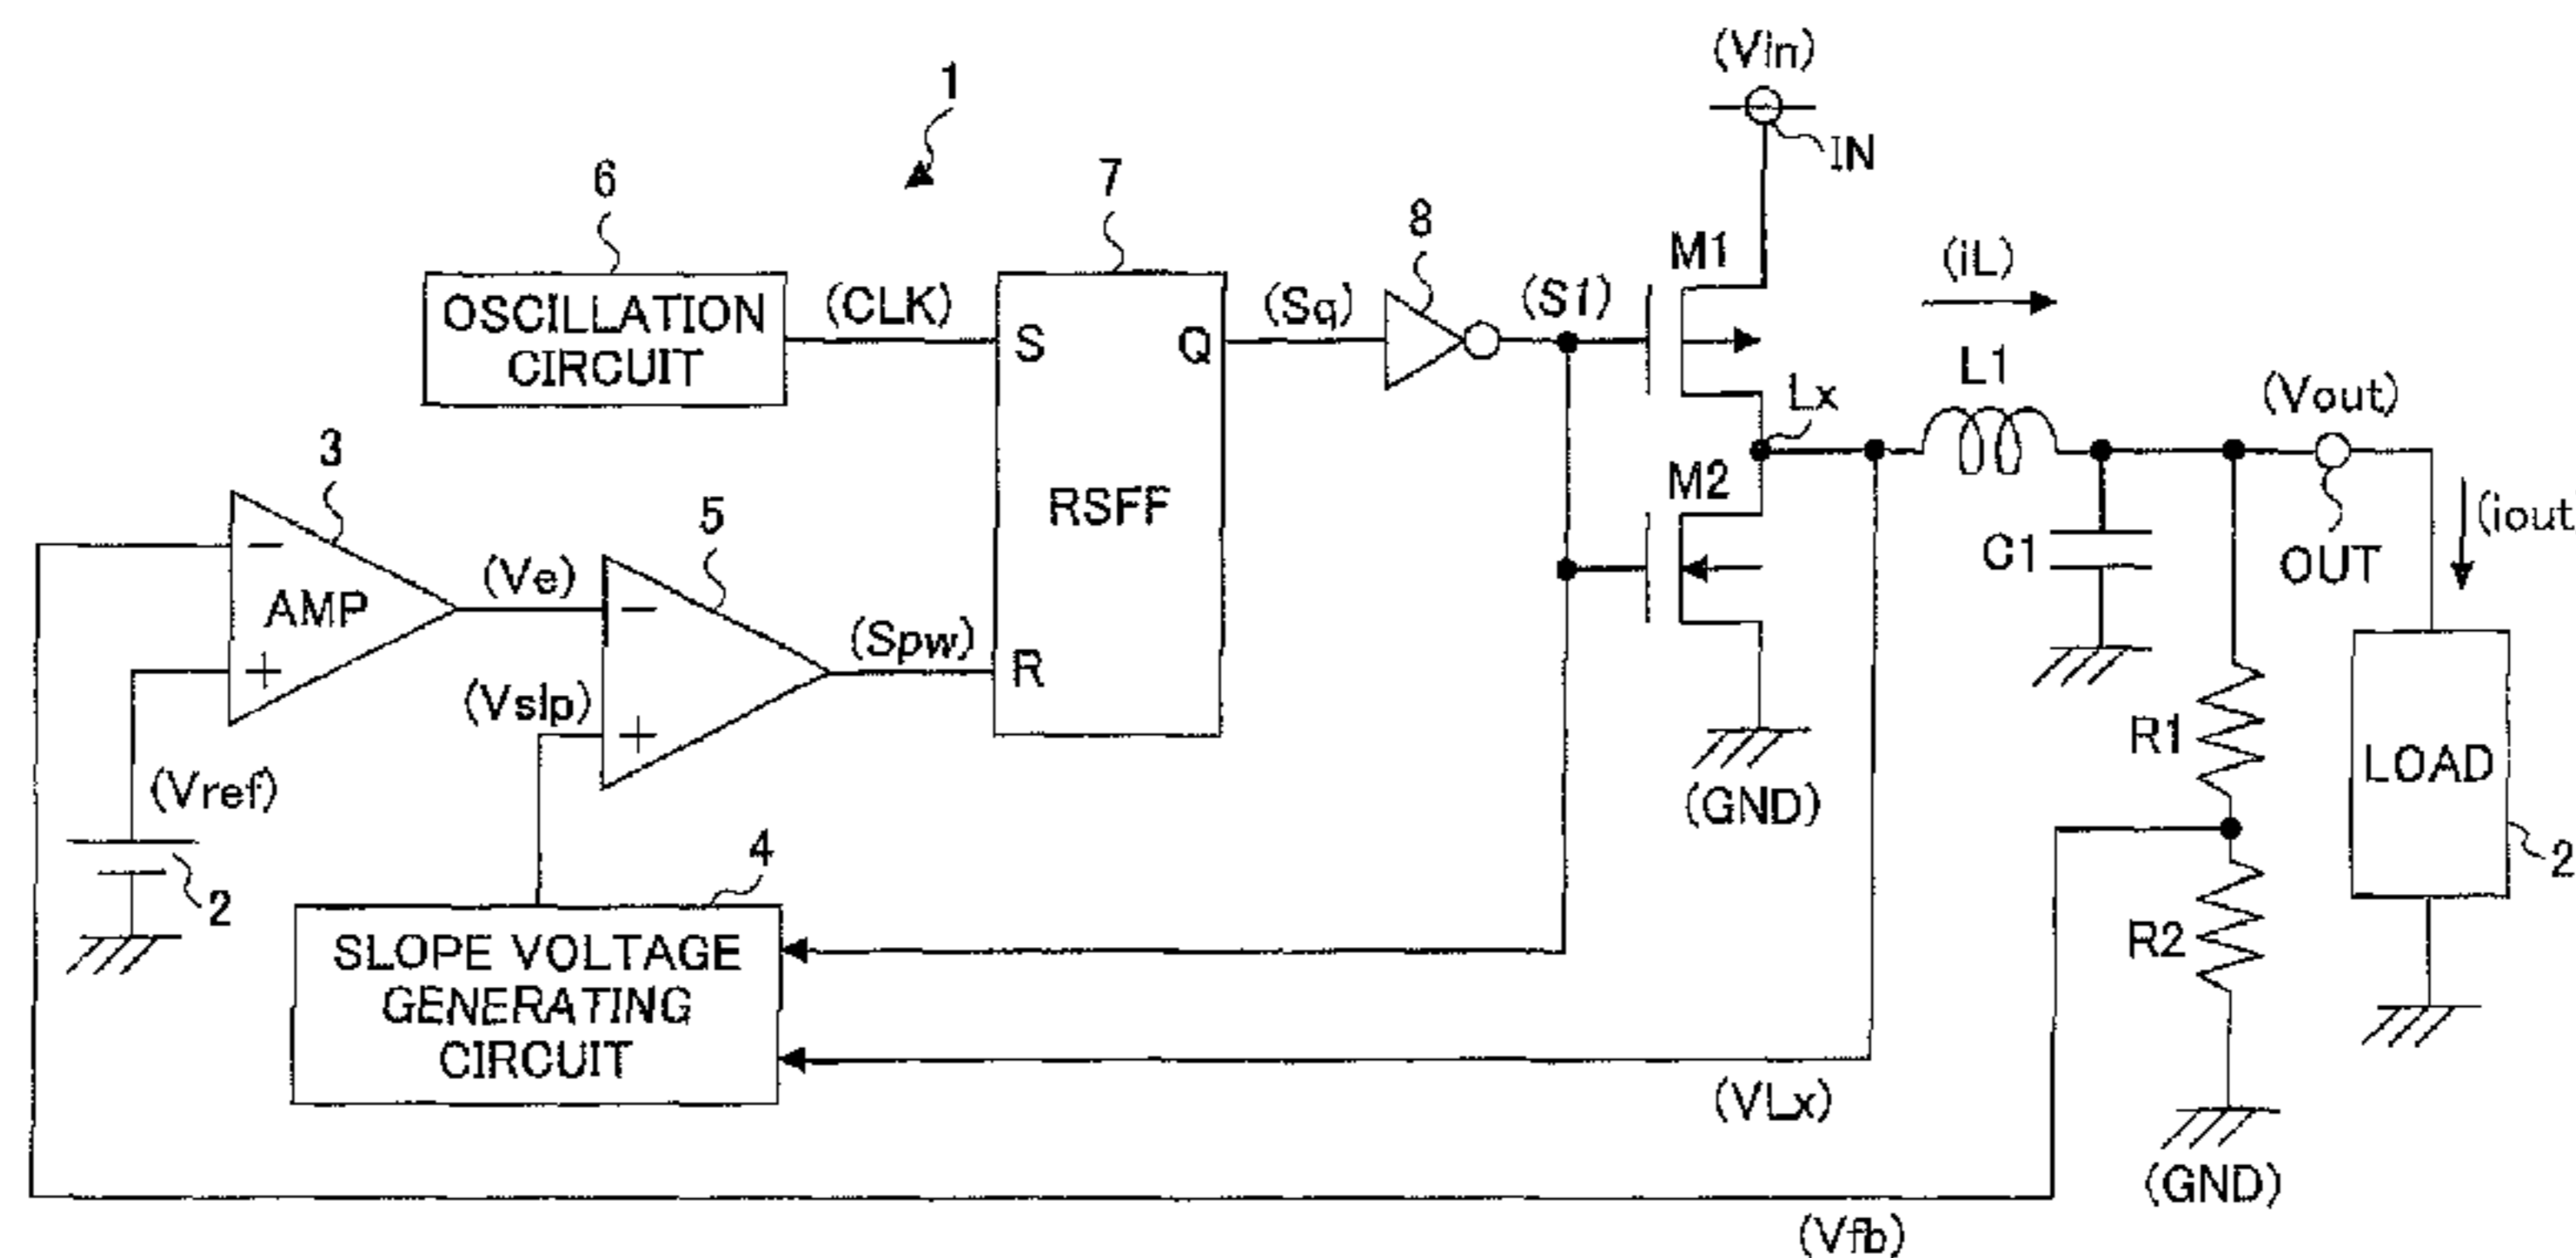 1
(Vin)
IN
6
7
8
M1
(iL)
OSCILLATION
CIRCUIT
(CLK)
S
Q
(Sq)
(S1)
Lx
L1
(Vout)
3
5
RSFF
M2
C1
OUT
(iout
−
AMP
+
(Ve)
−
(Spw)
R
(Vslp)
+
(Vref)
2
(GND)
R1
LOAD
2
4
SLOPE VOLTAGE
GENERATING
CIRCUIT
R2
(VLx)
(GND)
(Vfb)